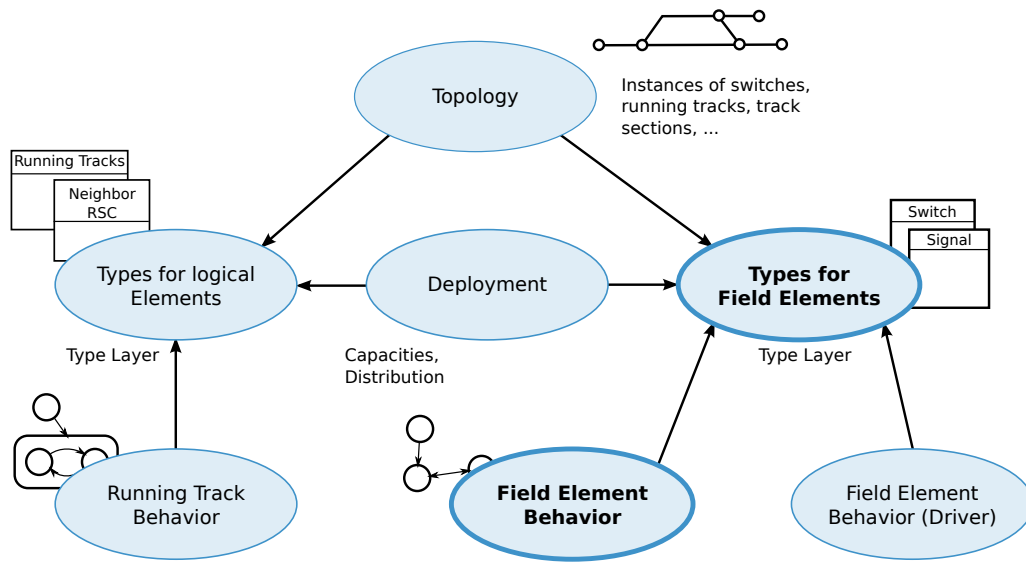 Topology
Instances of switches,
running tracks, track
sections, ...
Running Tracks
Neighbor
RSC
Types for logical
Elements
Deployment
Types for
Field Elements
Switch
Signal
Type Layer
Capacities,
Distribution
Type Layer
Running Track
Behavior
Field Element
Behavior
Field Element
Behavior (Driver)